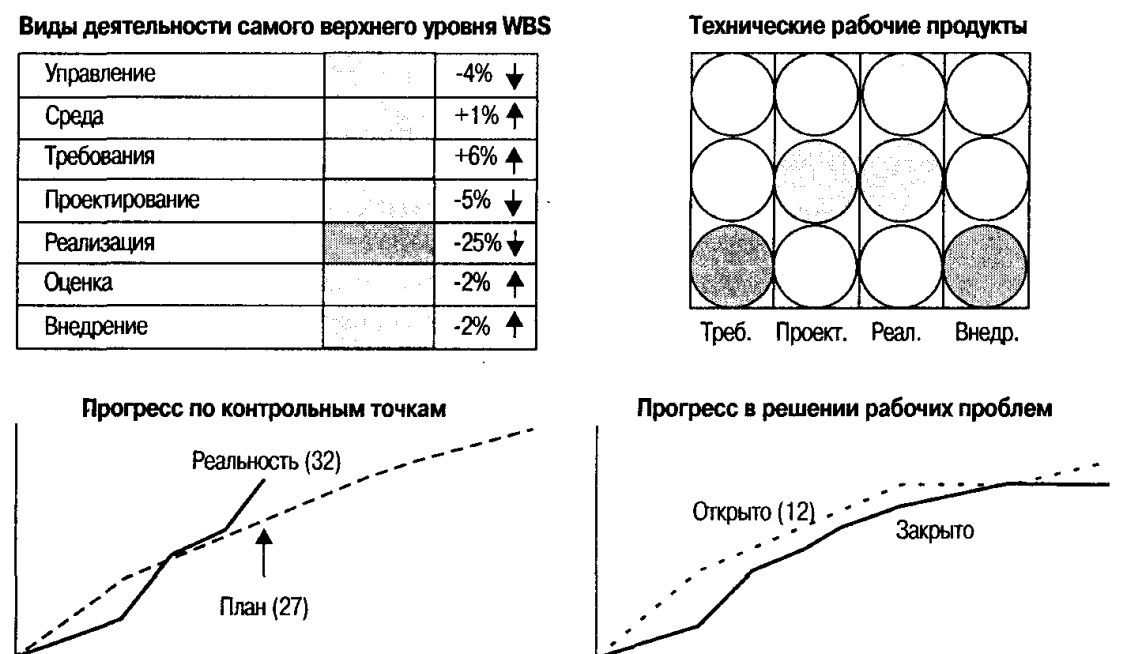 Виды деятельности самого верхнего уровня WBS
Управление -4%
Среда +1%
Требования +6%
Проектирование -5%
Реализация -25%
Оценка -2%
Внедрение -2%
Технические рабочие продукты
Треб. Проект. Реал. Внедр.
Прогресс по контрольным точкам
Реальность (32)
План (27)
Прогресс в решении рабочих проблем
Открыто (12)
Закрыто